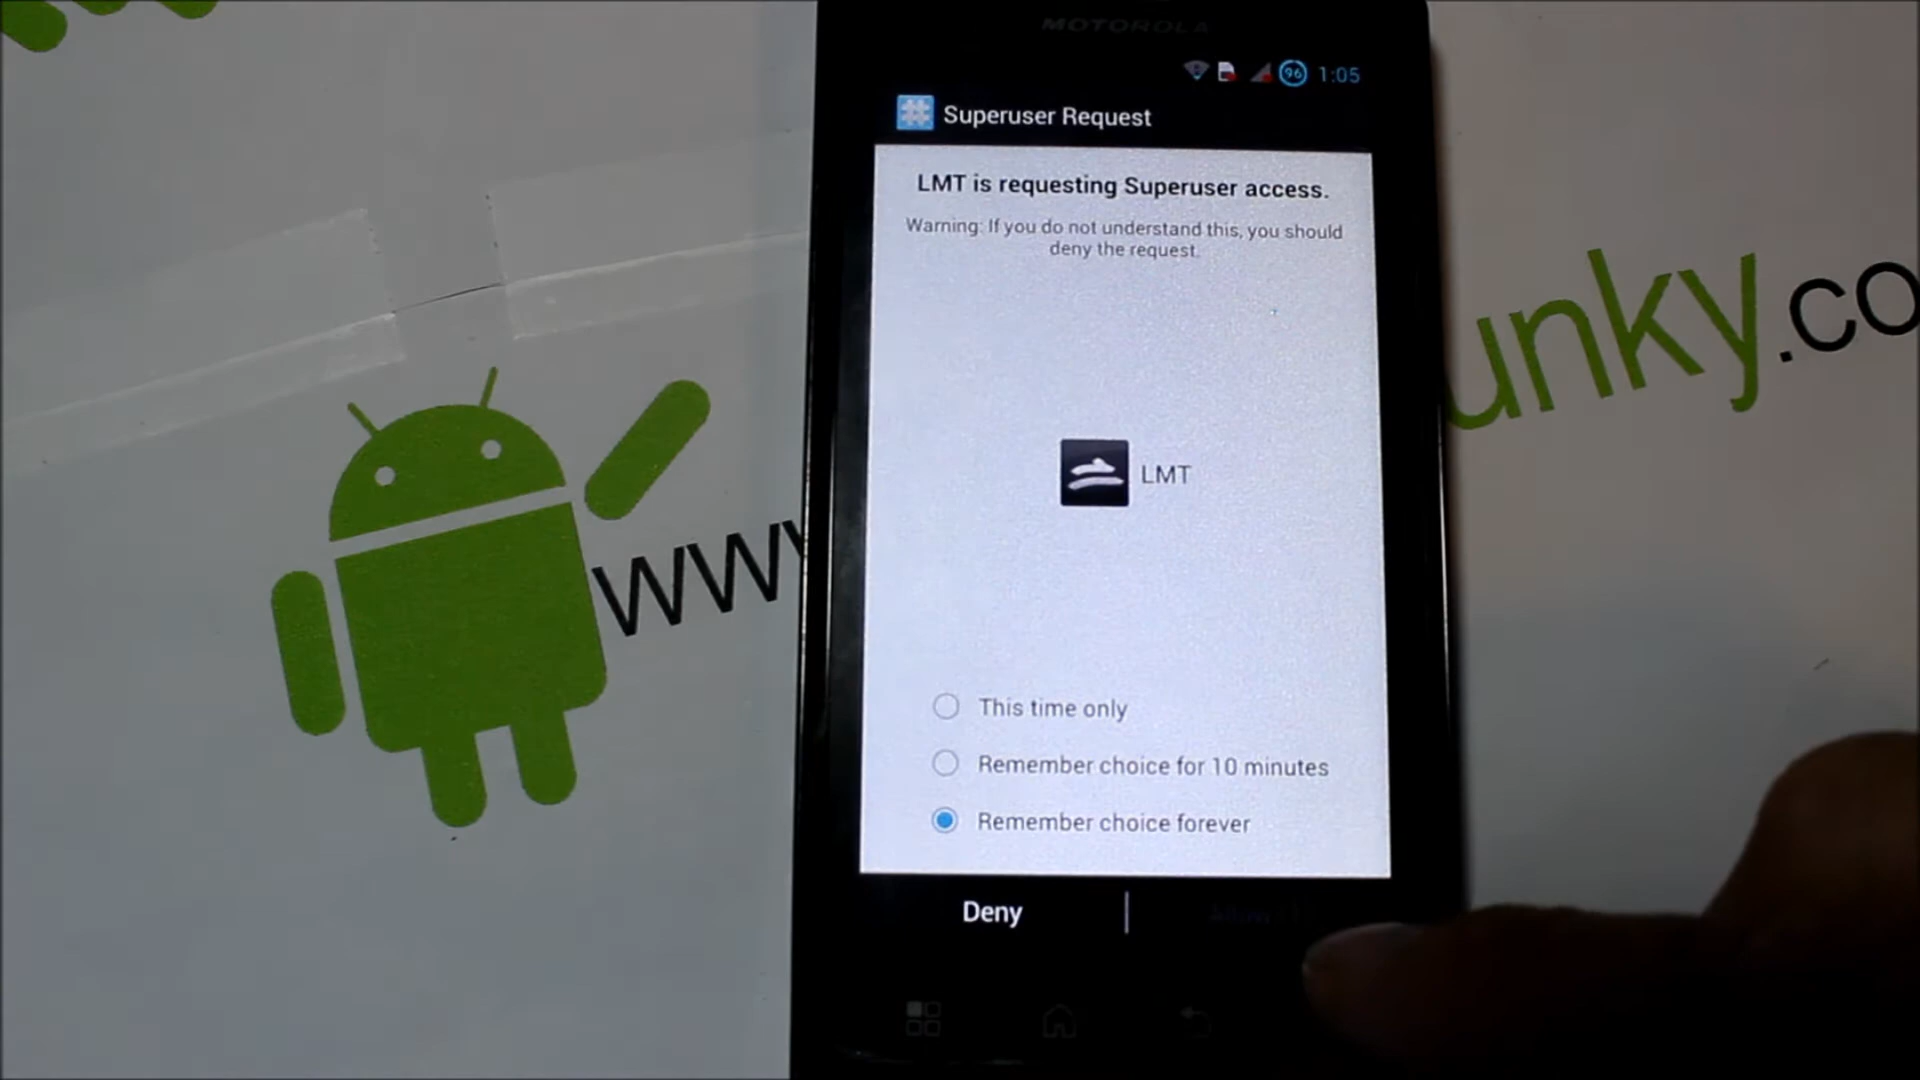 MOTOROLA
96 1:05
Superuser Request
LMT is requesting Superuser access.
Warning: If you do not understand this, you should
deny the request.
LMT
This time only
Remember choice for 10 minutes
Remember choice forever
Deny
unky.co